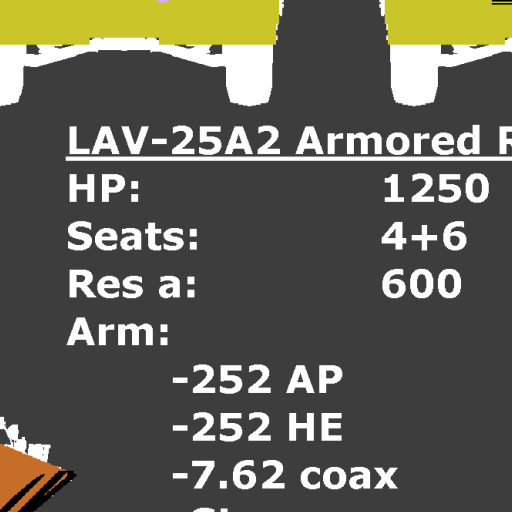 LAV-25A2 Armored
HP: 1250
Seats: 4+6
Res a: 600
Arm:
-252 AP
-252 HE
-7.62 coax